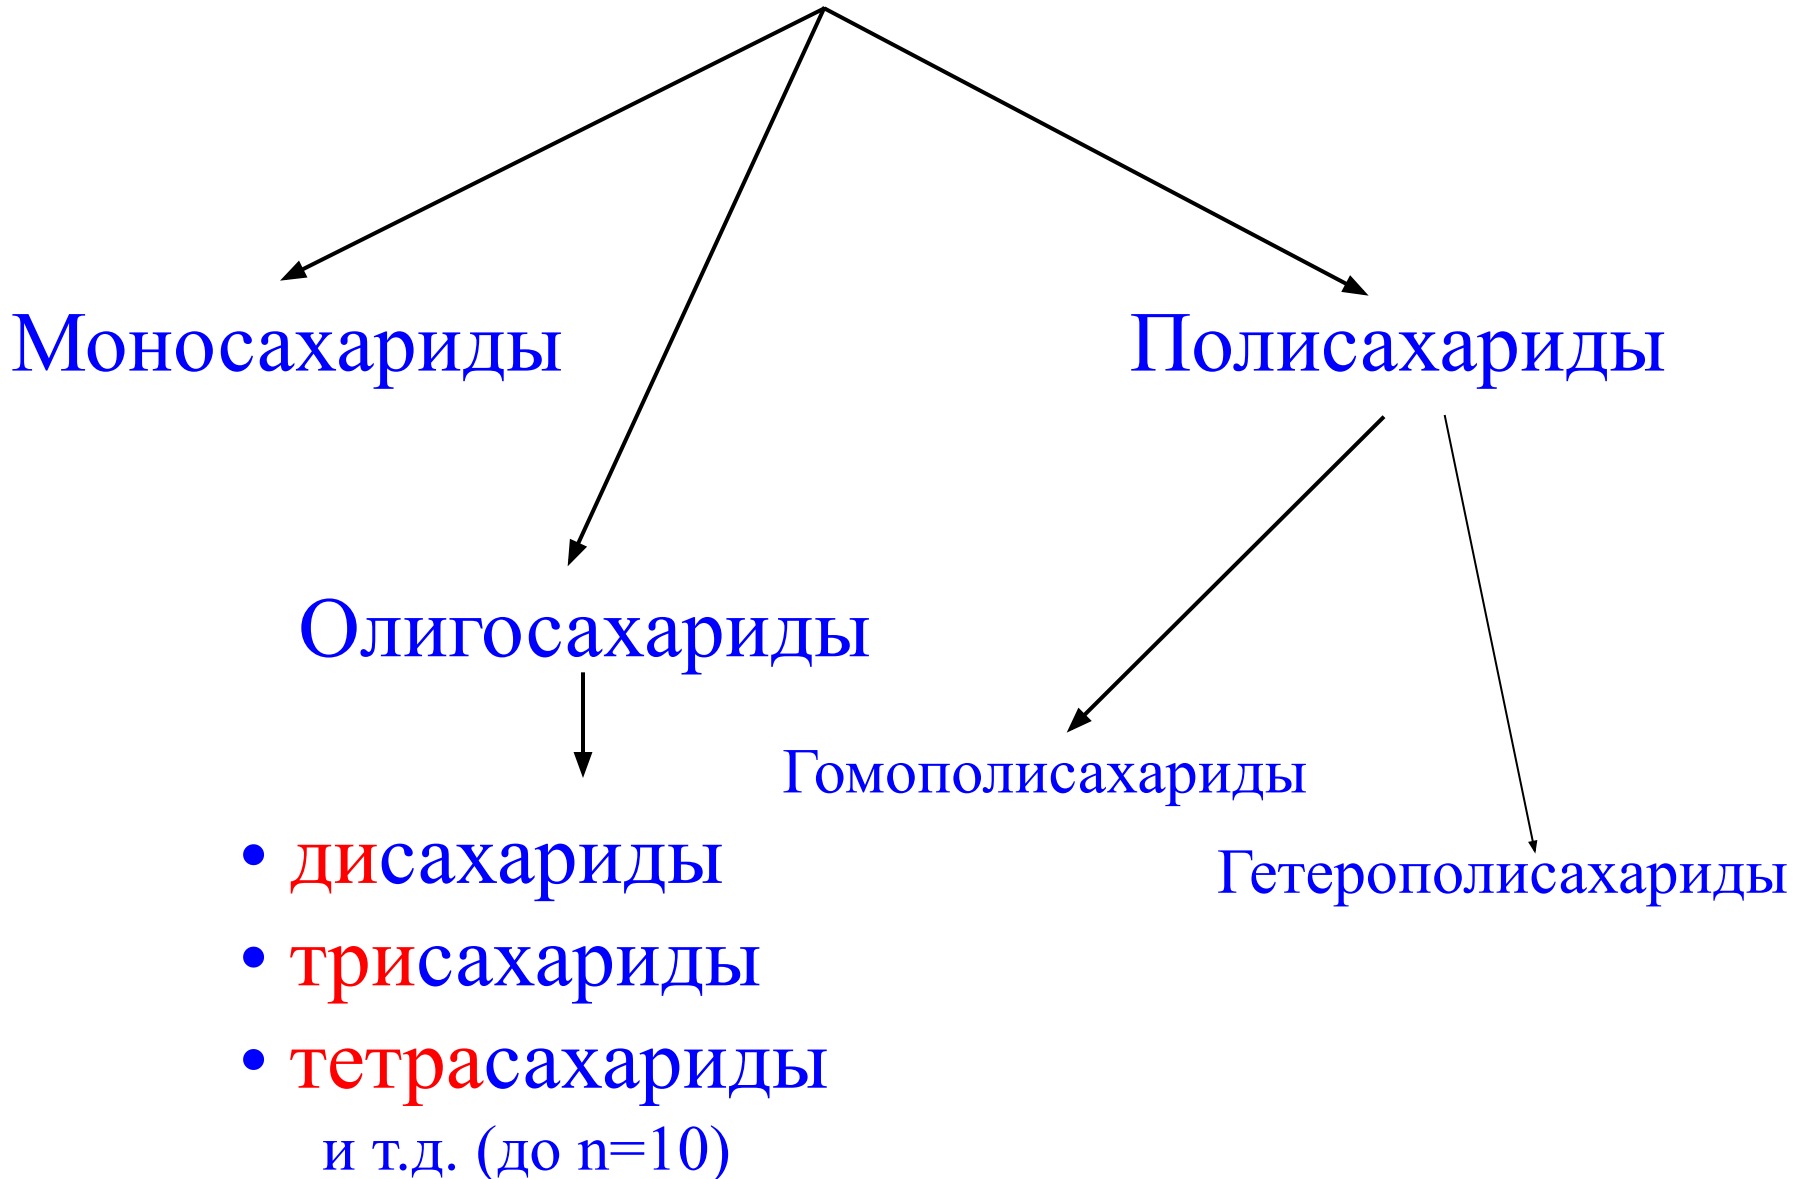 Моносахариды
Полисахариды
Олигосахариды
Гомополисахариды
Гетерополисахариды
• дисахариды
• трисахариды
• тетрасахариды
и т.д. (до n=10)